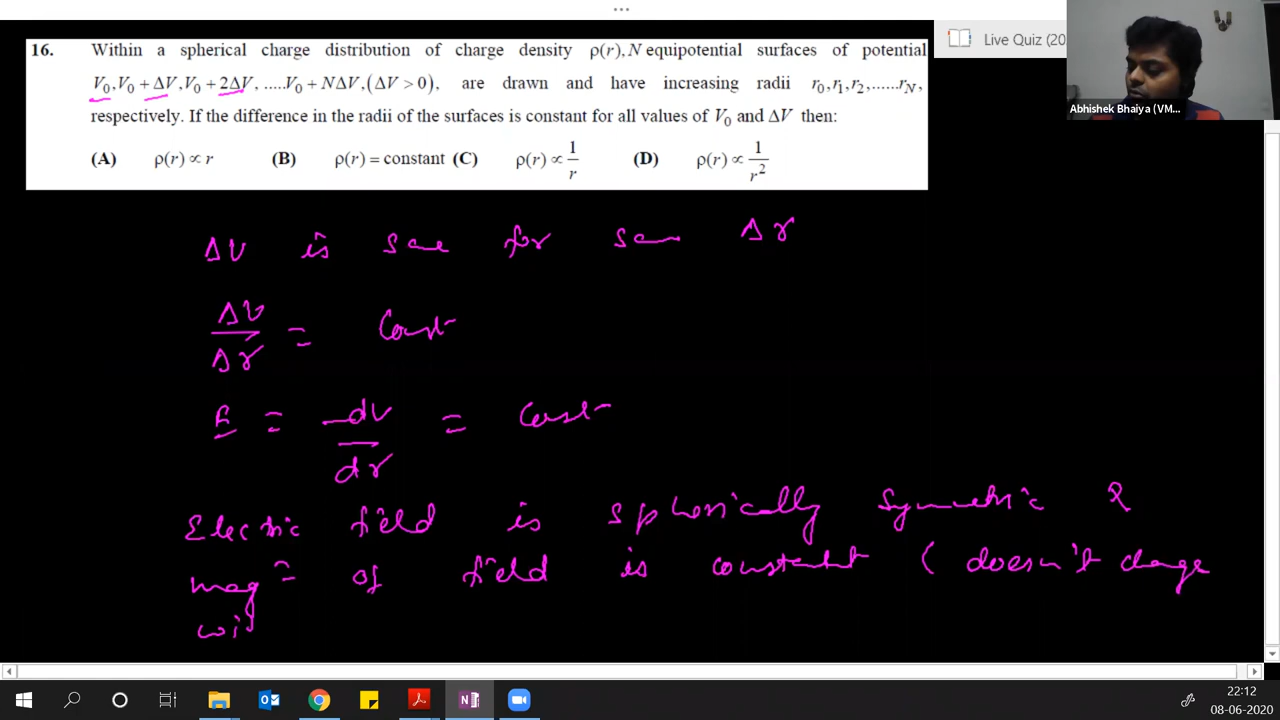 ...
Live Quiz (20
Abhishek Bhaiya (VM...
16. Within a spherical charge distribution of charge density ρ(r), N equipotential surfaces of potential
V₀, V₀ + ΔV, V₀ + 2ΔV, .....V₀ + NΔV, (ΔV > 0), are drawn and have increasing radii r₀, r₁, r₂,......r_N,
respectively. If the difference in the radii of the surfaces is constant for all values of V₀ and ΔV then:
(A) ρ(r) ∝ r (B) ρ(r) = constant (C) ρ(r) ∝ 1/r (D) ρ(r) ∝ 1/r²
ΔV is same for same Δr
ΔV/Δr = Const
E = -dV/dr = Const
Electric field is spherically symmetric &
magⁿ of field is constant ( doesn't change
wi
22:12
08-06-2020